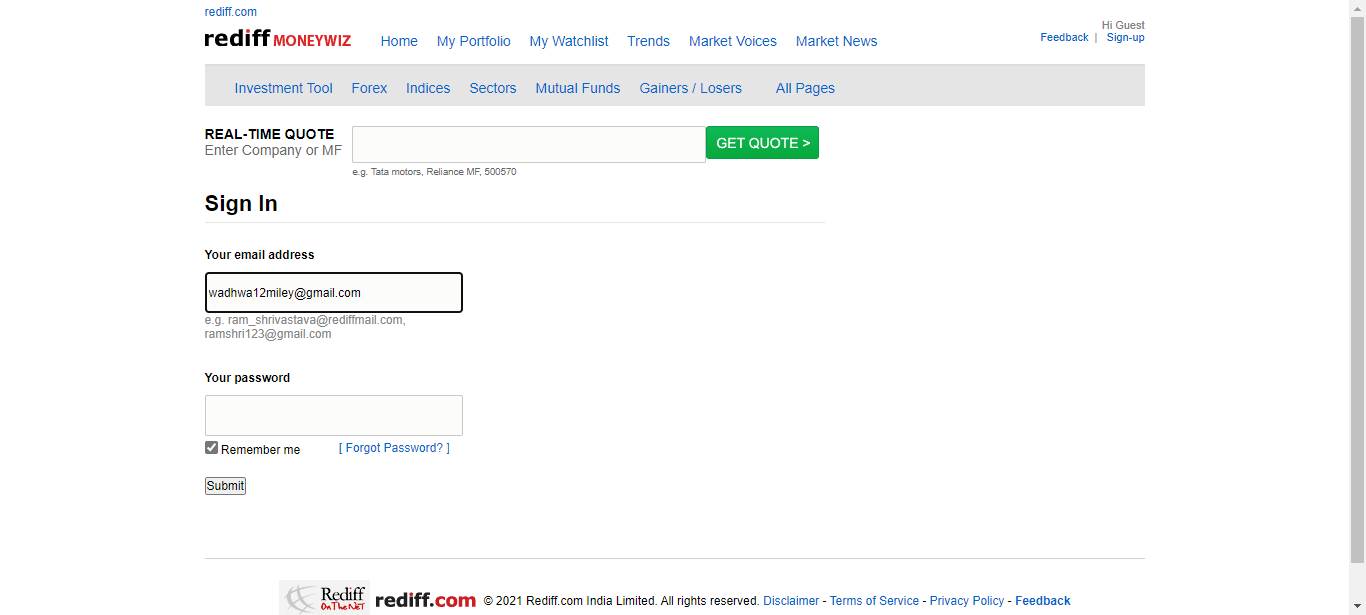 rediff.com
Hi Guest
rediff MONEYWIZ Home My Portfolio My Watchlist Trends Market Voices Market News Feedback | Sign-up
Investment Tool Forex Indices Sectors Mutual Funds Gainers / Losers All Pages
REAL-TIME QUOTE
Enter Company or MF
GET QUOTE >
e.g. Tata motors, Reliance MF, 500570
Sign In
Your email address
wadhwa12miley@gmail.com
e.g. ram_shrivastava@rediffmail.com,
ramshri123@gmail.com
Your password
Remember me [ Forgot Password? ]
Submit
Rediff
On The NeT
rediff.com © 2021 Rediff.com India Limited. All rights reserved. Disclaimer - Terms of Service - Privacy Policy - Feedback